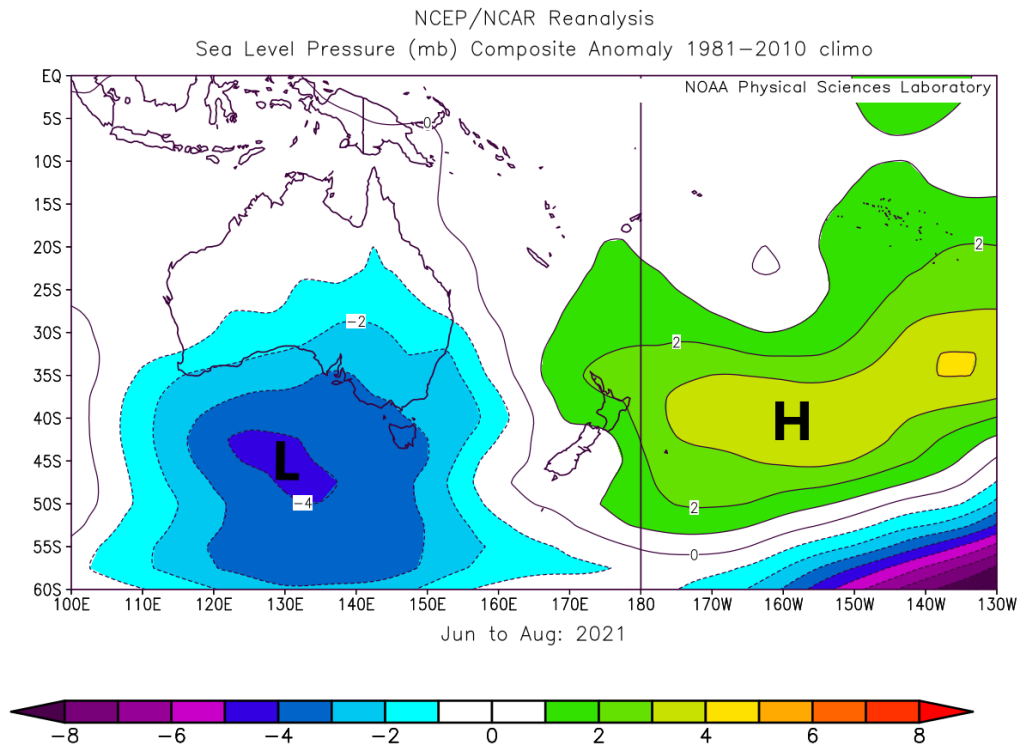 NCEP/NCAR Reanalysis
Sea Level Pressure (mb) Composite Anomaly 1981−2010 climo
NOAA Physical Sciences Laboratory
EQ
5S
10S
15S
20S
25S
30S
35S
40S
45S
50S
55S
60S
0
2
−2
2
H
L
−4
2
0
100E 110E 120E 130E 140E 150E 160E 170E 180 170W 160W 150W 140W 130W
Jun to Aug: 2021
−8 −6 −4 −2 0 2 4 6 8